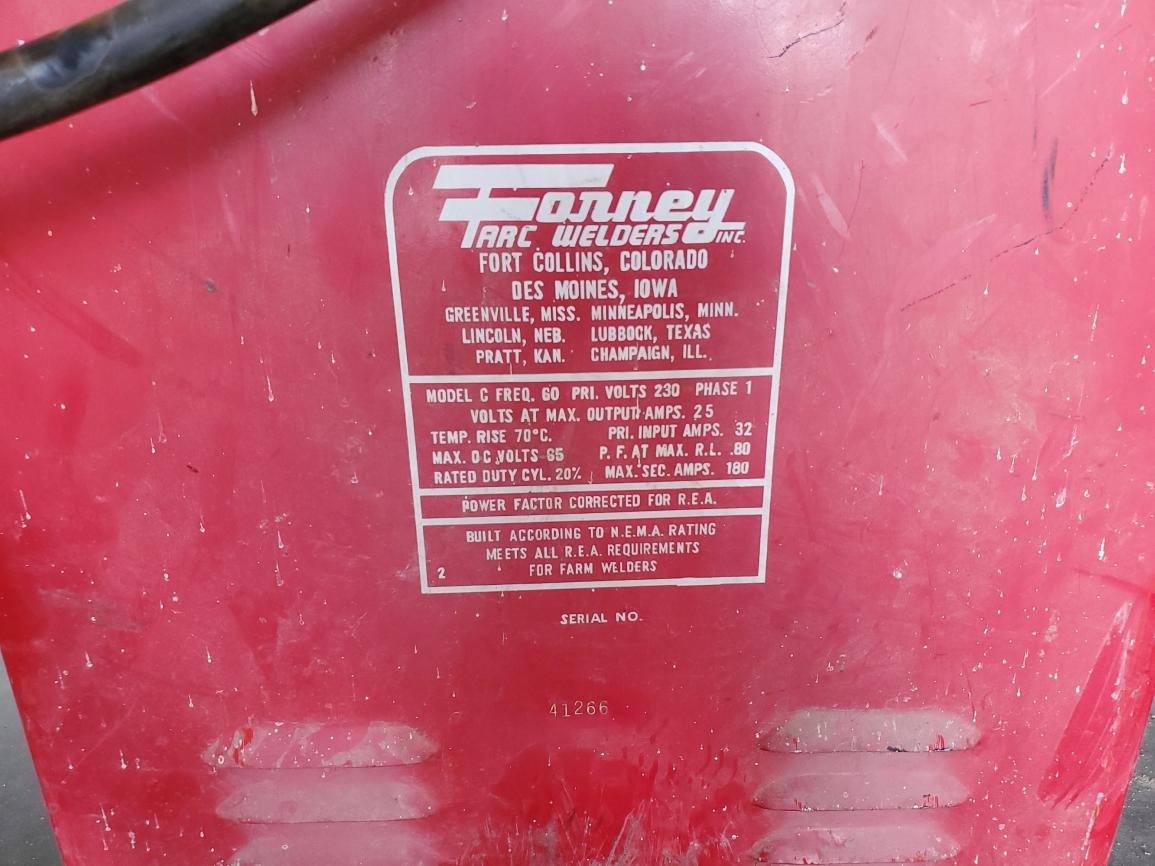 Forney
ARC WELDERS INC.
FORT COLLINS, COLORADO
DES MOINES, IOWA
GREENVILLE, MISS. MINNEAPOLIS, MINN.
LINCOLN, NEB. LUBBOCK, TEXAS
PRATT, KAN. CHAMPAIGN, ILL.
MODEL C FREQ. 60 PRI. VOLTS 230 PHASE 1
VOLTS AT MAX. OUTPUT AMPS. 25
TEMP. RISE 70°C. PRI. INPUT AMPS. 32
MAX. OC VOLTS 65 P. F. AT MAX. R.L. .80
RATED DUTY CYL. 20% MAX. SEC. AMPS. 180
POWER FACTOR CORRECTED FOR R.E.A.
BUILT ACCORDING TO N.E.M.A. RATING
MEETS ALL R.E.A. REQUIREMENTS
2 FOR FARM WELDERS
SERIAL NO.
41266